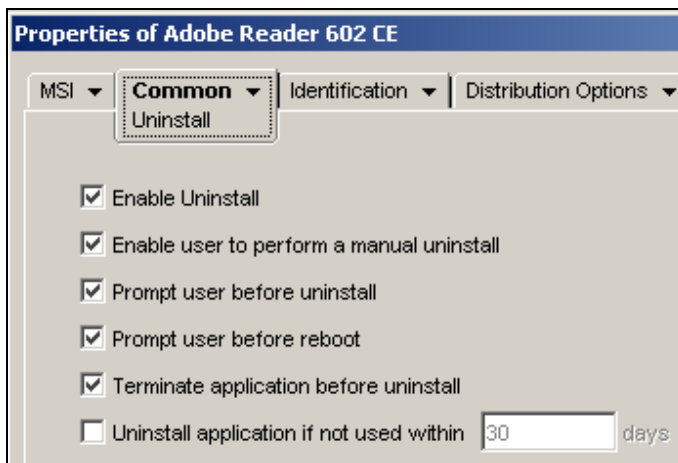 Properties of Adobe Reader 602 CE
MSI Common Identification Distribution Options
Uninstall
Enable Uninstall
Enable user to perform a manual uninstall
Prompt user before uninstall
Prompt user before reboot
Terminate application before uninstall
Uninstall application if not used within 30 days